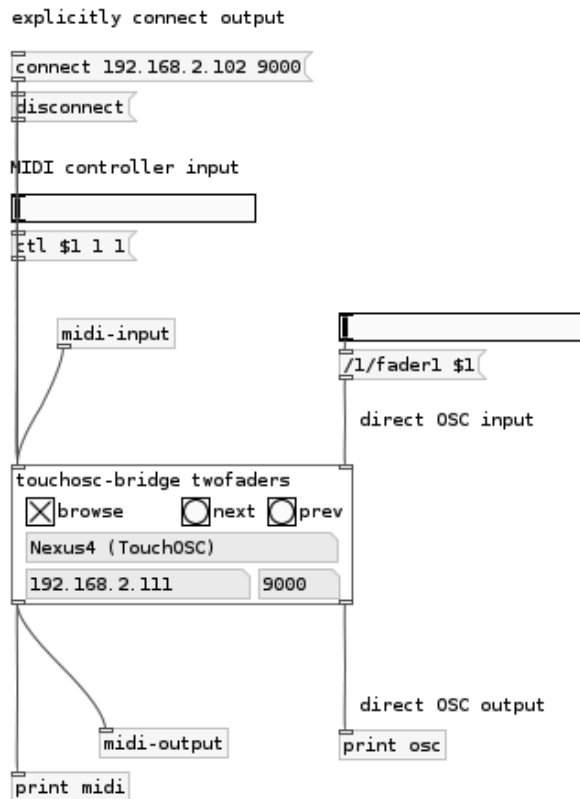 explicitly connect output
connect 192.168.2.102 9000
disconnect
MIDI controller input
ctl $1 1 1
midi-input
/1/fader1 $1
direct OSC input
touchosc-bridge twofaders
browse next prev
Nexus4 (TouchOSC)
192.168.2.111 9000
direct OSC output
midi-output
print osc
print midi